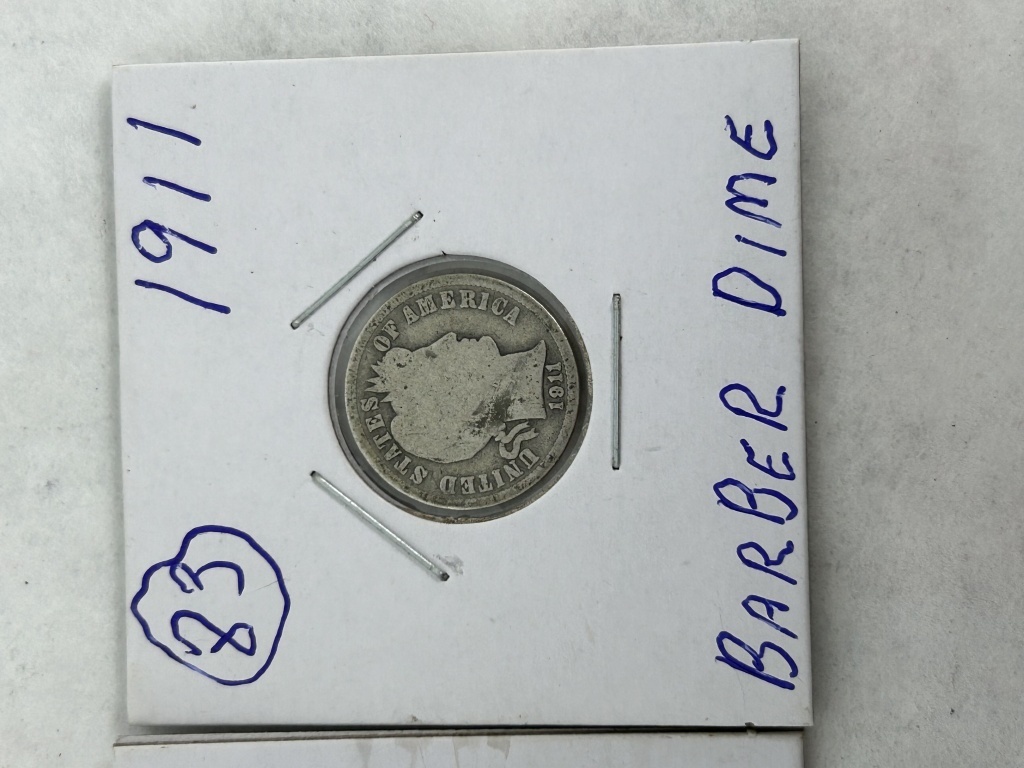 1911
83
UNITED STATES OF AMERICA
1911
BARBER DIME